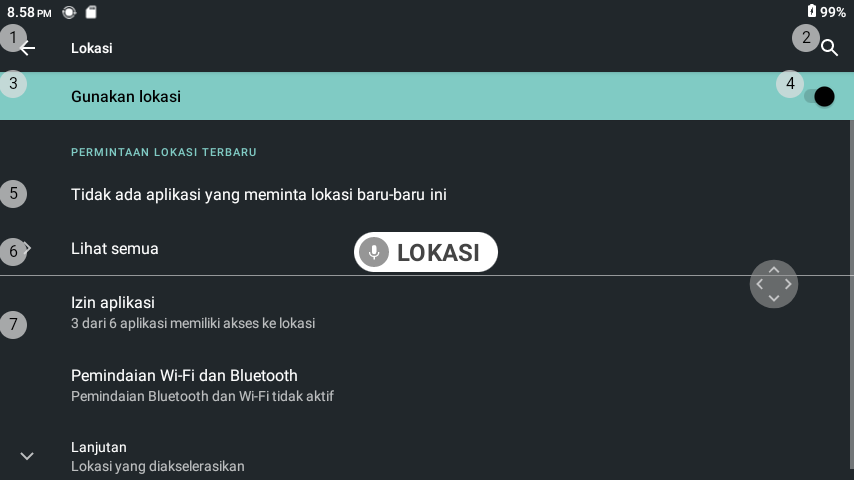 8.58 PM 99%
1 Lokasi 2
3 Gunakan lokasi 4
PERMINTAAN LOKASI TERBARU
5 Tidak ada aplikasi yang meminta lokasi baru-baru ini
6 Lihat semua
LOKASI
Izin aplikasi
7 3 dari 6 aplikasi memiliki akses ke lokasi
Pemindaian Wi-Fi dan Bluetooth
Pemindaian Bluetooth dan Wi-Fi tidak aktif
Lanjutan
Lokasi yang diakselerasikan